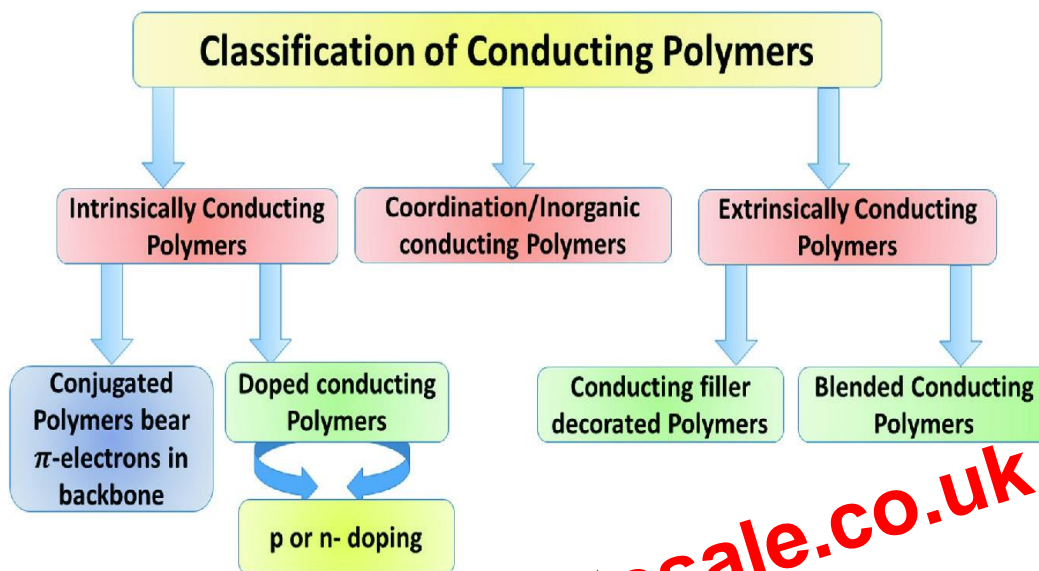 Classification of Conducting Polymers
Intrinsically Conducting
Polymers
Coordination/Inorganic
conducting Polymers
Extrinsically Conducting
Polymers
Conjugated
Polymers bear
π-electrons in
backbone
Doped conducting
Polymers
Conducting filler
decorated Polymers
Blended Conducting
Polymers
p or n- doping
sale.co.uk